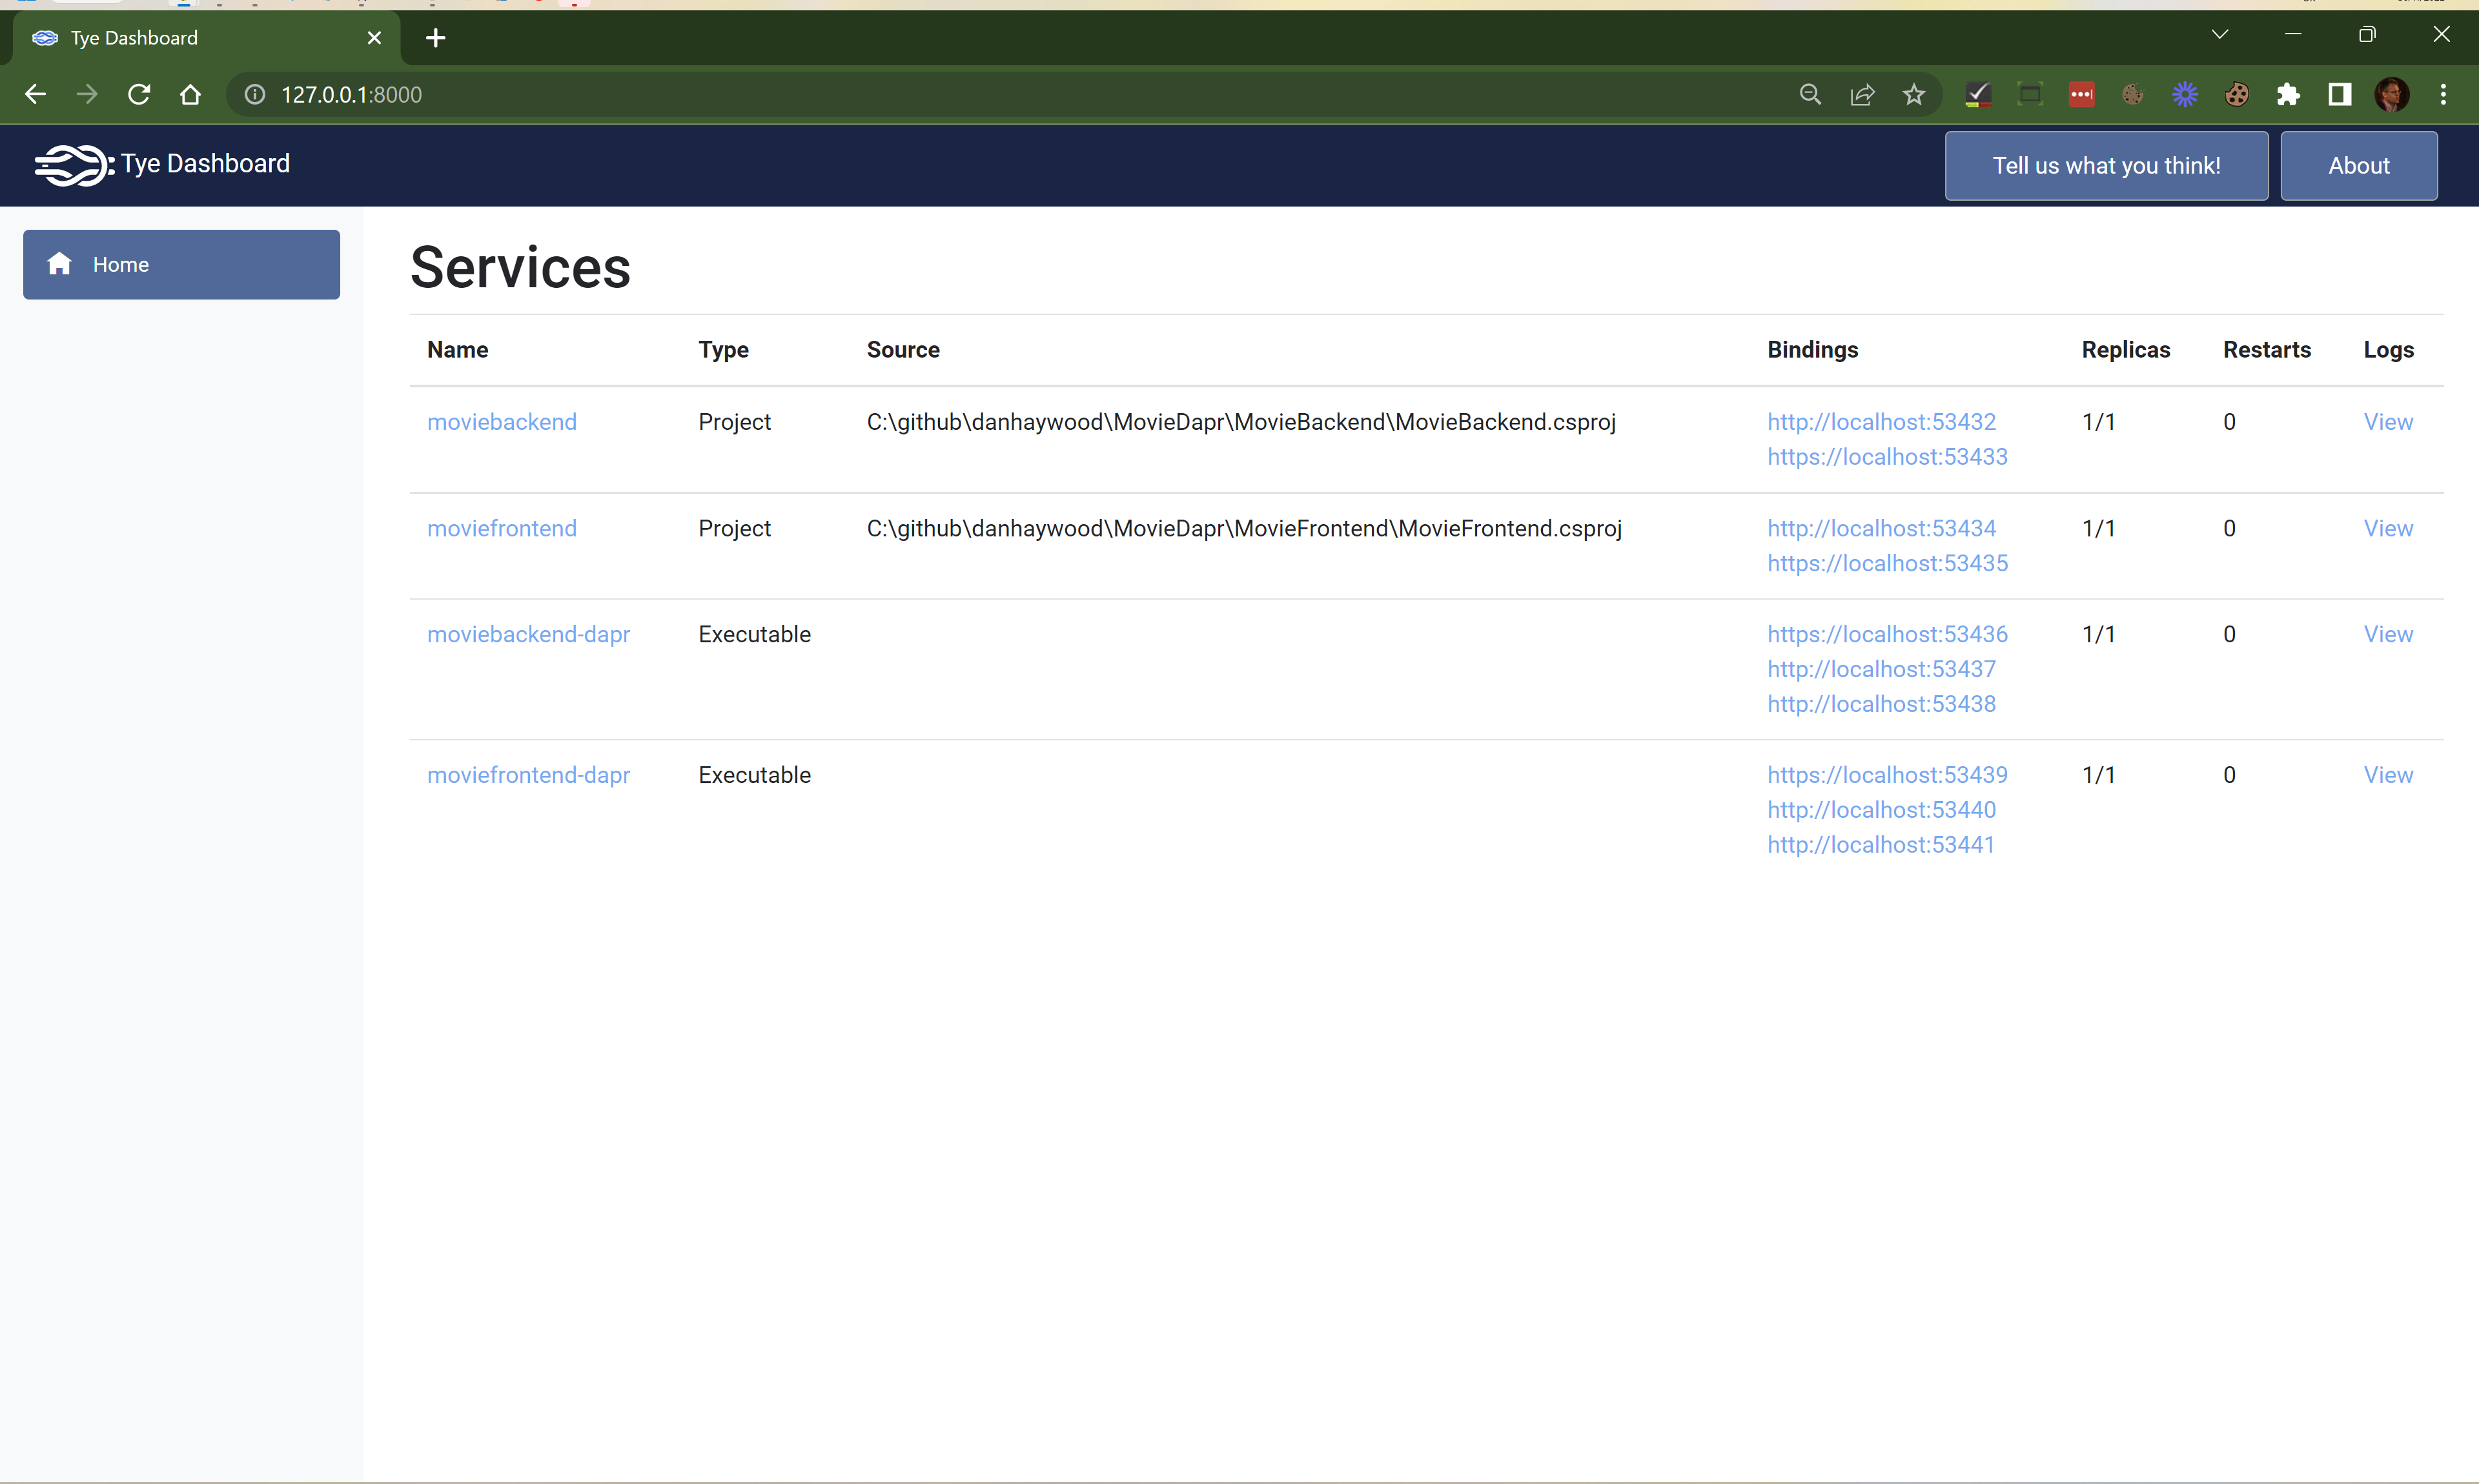 Tye Dashboard
127.0.0.1:8000
Tye Dashboard
Tell us what you think!
About
Home
Services
Name Type Source Bindings Replicas Restarts Logs
moviebackend Project C:\github\danhaywood\MovieDapr\MovieBackend\MovieBackend.csproj http://localhost:53432 1/1 0 View
https://localhost:53433
moviefrontend Project C:\github\danhaywood\MovieDapr\MovieFrontend\MovieFrontend.csproj http://localhost:53434 1/1 0 View
https://localhost:53435
moviebackend-dapr Executable https://localhost:53436 1/1 0 View
http://localhost:53437
http://localhost:53438
moviefrontend-dapr Executable https://localhost:53439 1/1 0 View
http://localhost:53440
http://localhost:53441